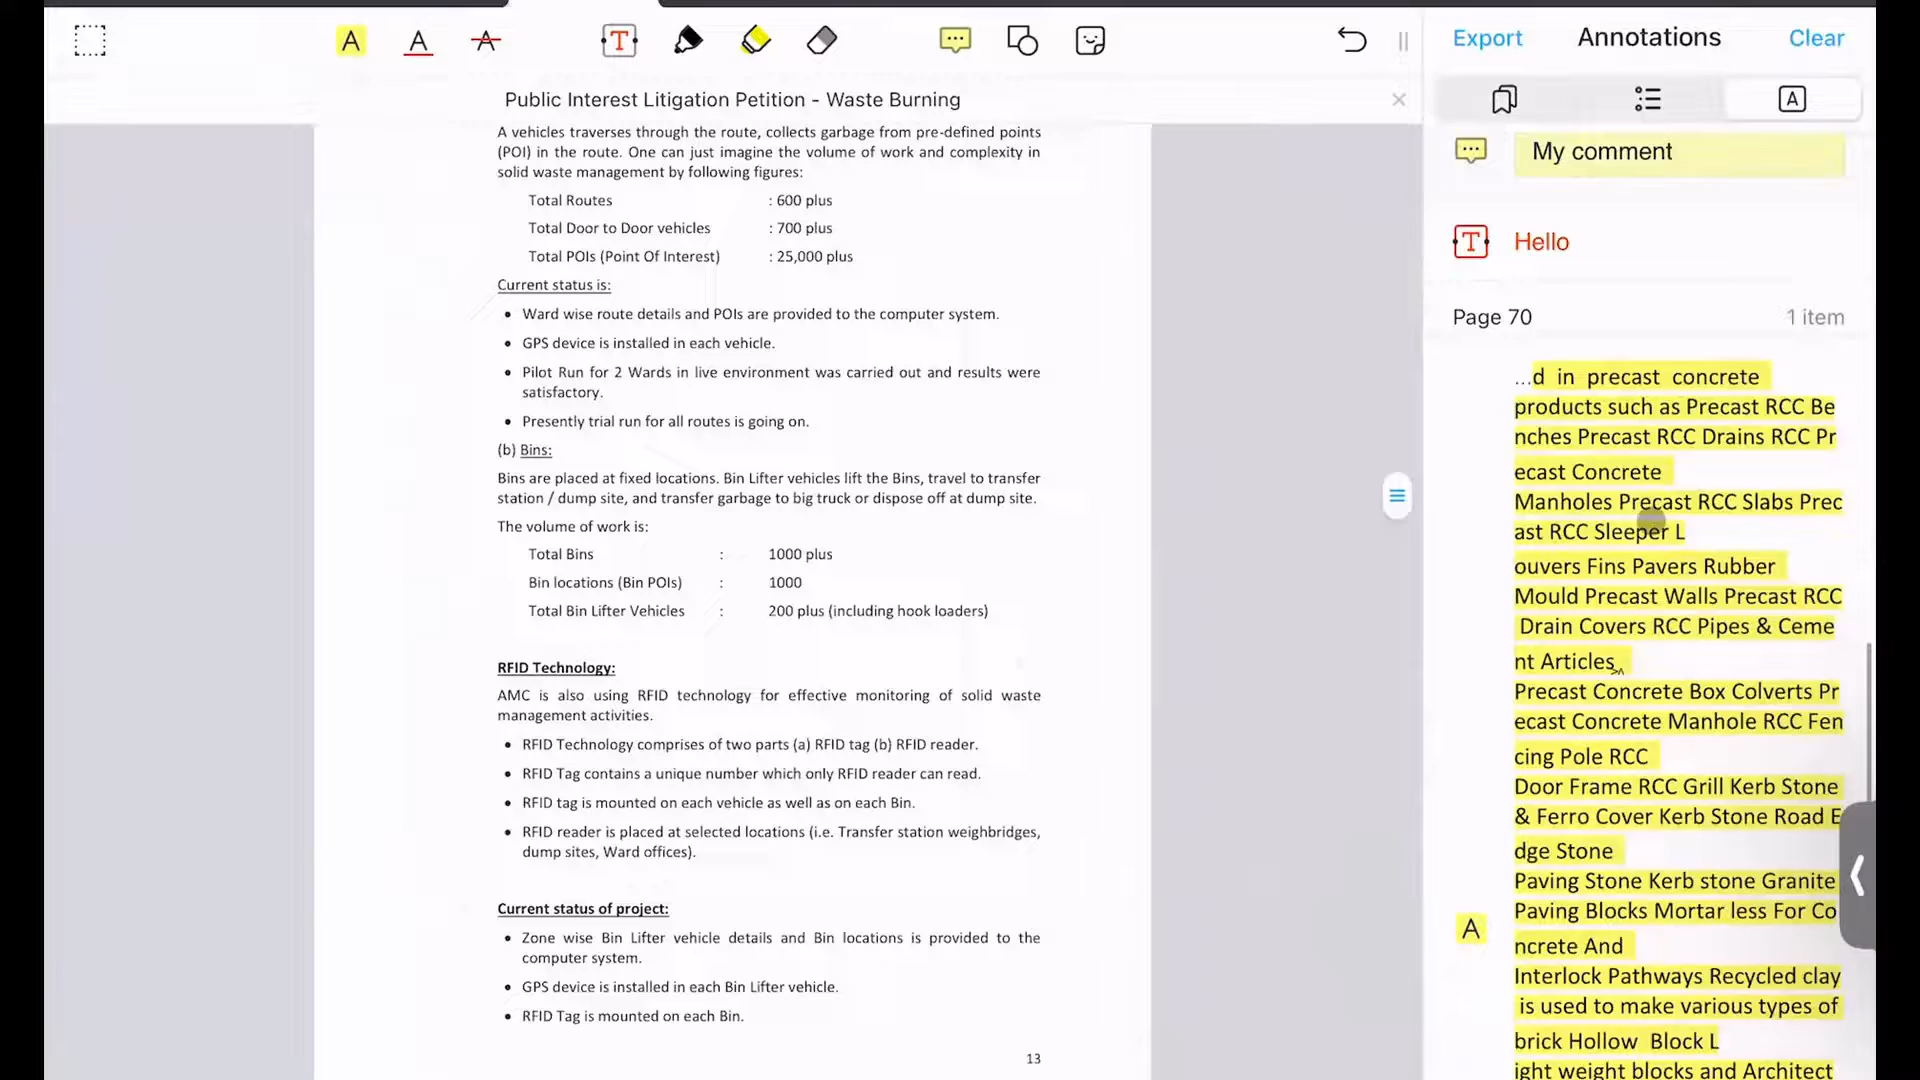 A
A
A
T
Export
Annotations
Clear
Public Interest Litigation Petition - Waste Burning
A
A vehicles traverses through the route, collects garbage from pre-defined points
(POI) in the route. One can just imagine the volume of work and complexity in
solid waste management by following figures:
Total Routes : 600 plus
Total Door to Door vehicles : 700 plus
Total POIs (Point Of Interest) : 25,000 plus
Current status is:
• Ward wise route details and POIs are provided to the computer system.
• GPS device is installed in each vehicle.
• Pilot Run for 2 Wards in live environment was carried out and results were
satisfactory.
• Presently trial run for all routes is going on.
(b) Bins:
Bins are placed at fixed locations. Bin Lifter vehicles lift the Bins, travel to transfer
station / dump site, and transfer garbage to big truck or dispose off at dump site.
The volume of work is:
Total Bins : 1000 plus
Bin locations (Bin POIs) : 1000
Total Bin Lifter Vehicles : 200 plus (including hook loaders)
RFID Technology:
AMC is also using RFID technology for effective monitoring of solid waste
management activities.
• RFID Technology comprises of two parts (a) RFID tag (b) RFID reader.
• RFID Tag contains a unique number which only RFID reader can read.
• RFID tag is mounted on each vehicle as well as on each Bin.
• RFID reader is placed at selected locations (i.e. Transfer station weighbridges,
dump sites, Ward offices).
Current status of project:
• Zone wise Bin Lifter vehicle details and Bin locations is provided to the
computer system.
• GPS device is installed in each Bin Lifter vehicle.
• RFID Tag is mounted on each Bin.
13
My comment
T Hello
Page 70 1 item
...d in precast concrete
products such as Precast RCC Be
nches Precast RCC Drains RCC Pr
ecast Concrete
Manholes Precast RCC Slabs Prec
ast RCC Sleeper L
ouvers Fins Pavers Rubber
Mould Precast Walls Precast RCC
Drain Covers RCC Pipes & Ceme
nt Articles
Precast Concrete Box Colverts Pr
ecast Concrete Manhole RCC Fen
cing Pole RCC
Door Frame RCC Grill Kerb Stone
& Ferro Cover Kerb Stone Road E
dge Stone
Paving Stone Kerb stone Granite
Paving Blocks Mortar less For Co
A
ncrete And
Interlock Pathways Recycled clay
is used to make various types of
brick Hollow Block L
ight weight blocks and Architect